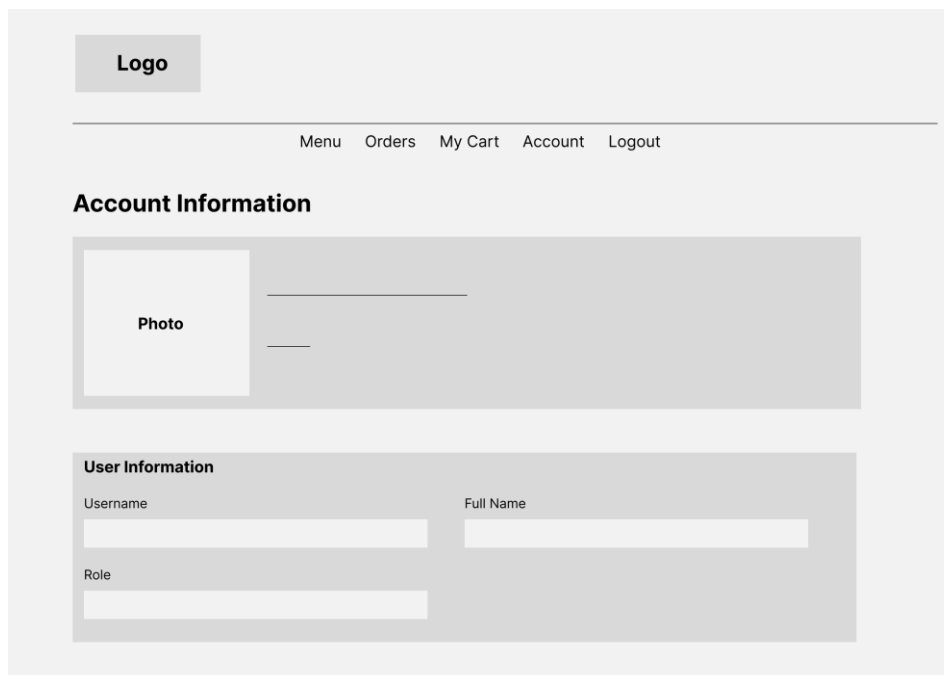 Logo
Menu Orders My Cart Account Logout
Account Information
Photo
User Information
Username Full Name
Role